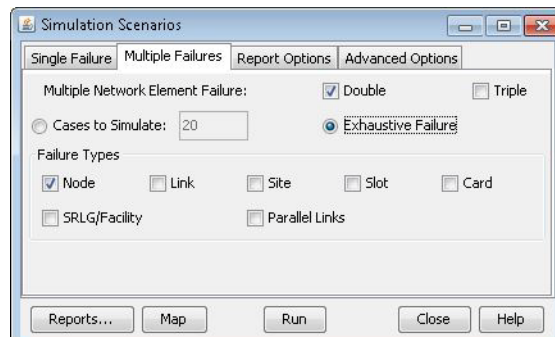 Simulation Scenarios
Single Failure Multiple Failures Report Options Advanced Options
Multiple Network Element Failure: Double Triple
Cases to Simulate: 20 Exhaustive Failure
Failure Types
Node Link Site Slot Card
SRLG/Facility Parallel Links
Reports... Map Run Close Help